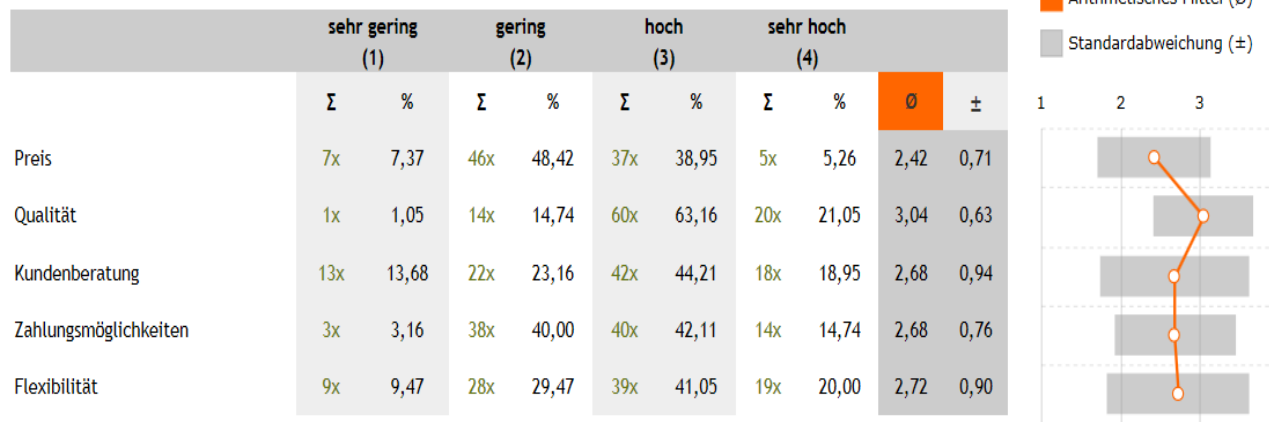 Arithmetisches Mittel (Ø)
Standardabweichung (±)
sehr gering gering hoch sehr hoch
(1) (2) (3) (4)
Σ % Σ % Σ % Σ % Ø ± 1 2 3
Preis 7x 7,37 46x 48,42 37x 38,95 5x 5,26 2,42 0,71
Qualität 1x 1,05 14x 14,74 60x 63,16 20x 21,05 3,04 0,63
Kundenberatung 13x 13,68 22x 23,16 42x 44,21 18x 18,95 2,68 0,94
Zahlungsmöglichkeiten 3x 3,16 38x 40,00 40x 42,11 14x 14,74 2,68 0,76
Flexibilität 9x 9,47 28x 29,47 39x 41,05 19x 20,00 2,72 0,90